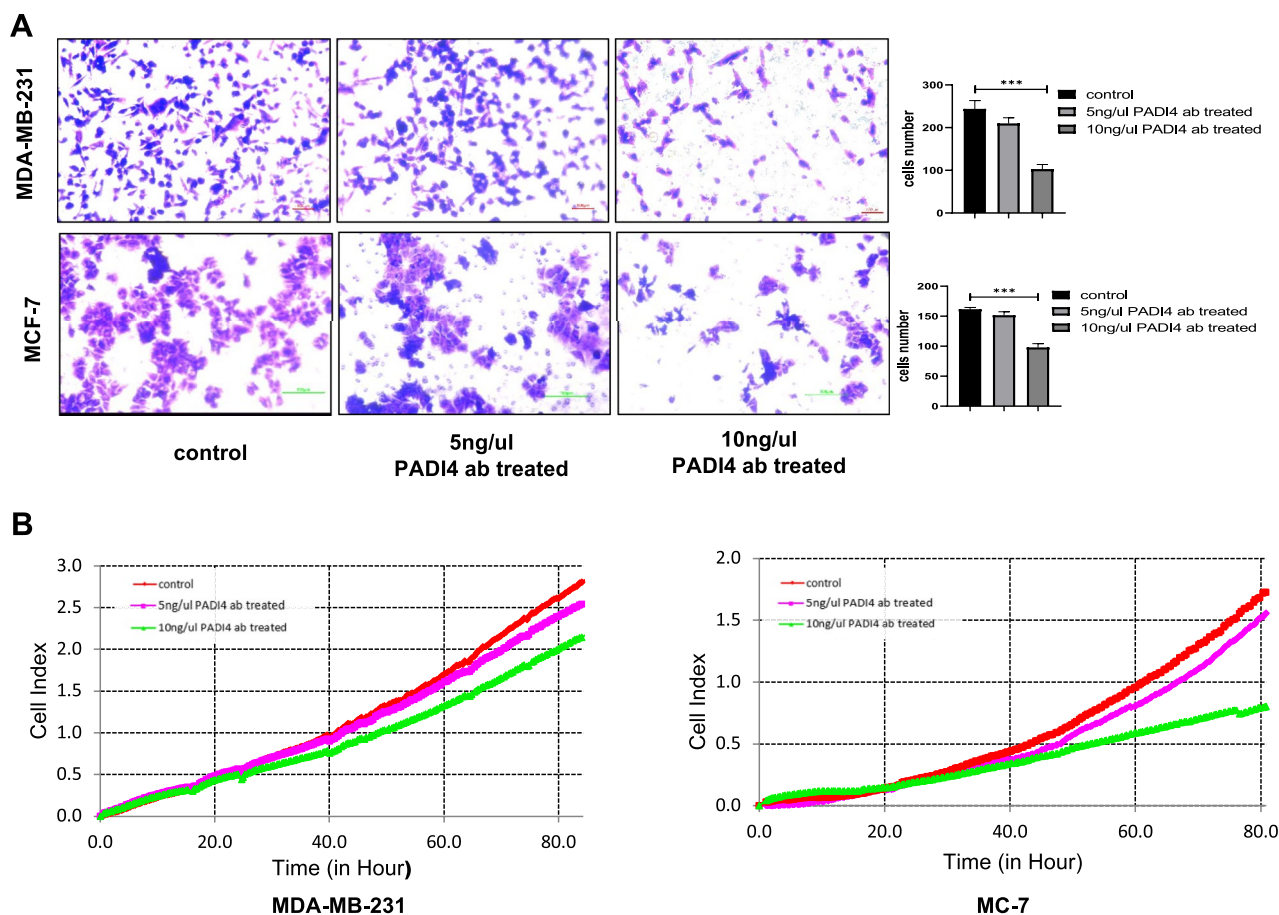 A
MDA-MB-231
300
200
100
0
cells number
***
control
5ng/ul PADI4 ab treated
10ng/ul PADI4 ab treated
MCF-7
200
150
100
50
0
cells number
***
control
5ng/ul PADI4 ab treated
10ng/ul PADI4 ab treated
control
5ng/ul
PADI4 ab treated
10ng/ul
PADI4 ab treated
B
3.0
2.5
2.0
1.5
1.0
0.5
0.0
Cell Index
control
5ng/ul PADI4 ab treated
10ng/ul PADI4 ab treated
0.0 20.0 40.0 60.0 80.0
Time (in Hour)
MDA-MB-231
2.0
1.5
1.0
0.5
0.0
Cell Index
control
5ng/ul PADI4 ab treated
10ng/ul PADI4 ab treated
0.0 20.0 40.0 60.0 80.0
Time (in Hour)
MC-7